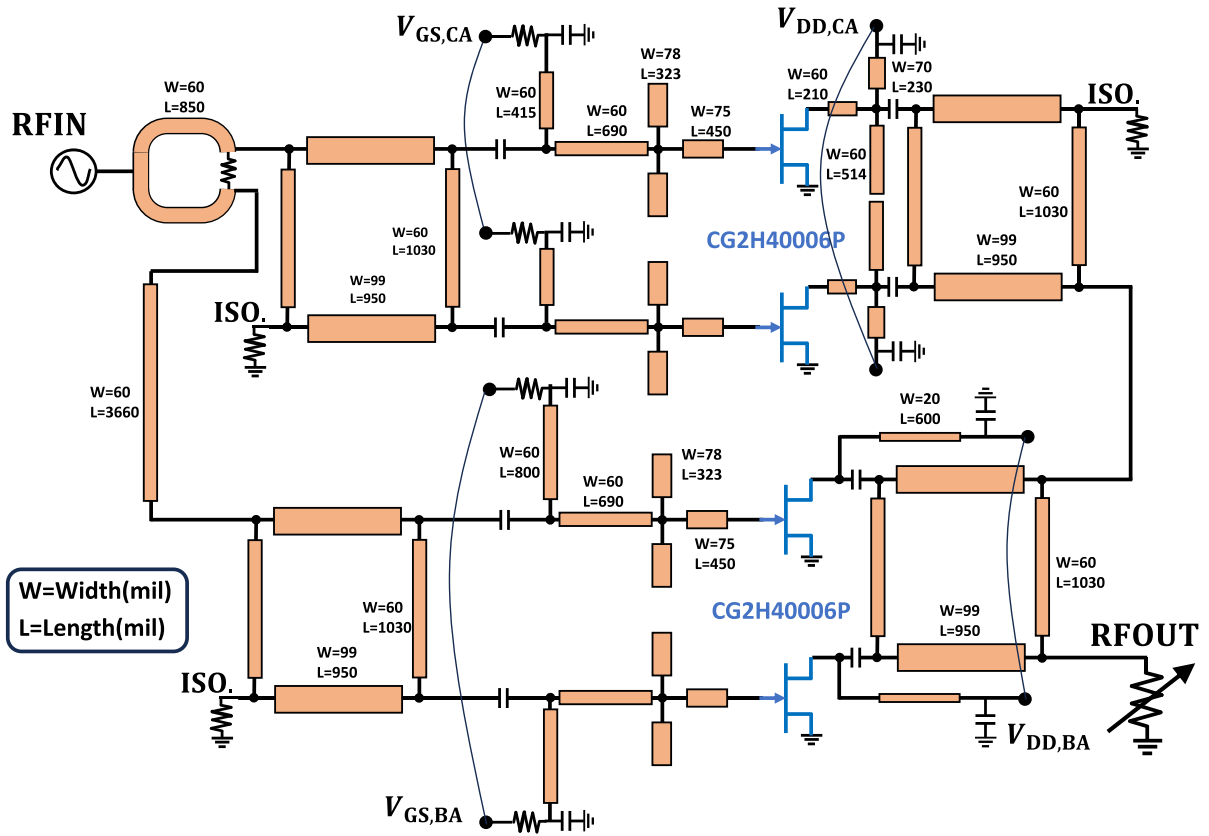 V_GS,CA
V_DD,CA
W=60
L=850
RFIN
W=60
L=415
W=60
L=690
W=78
L=323
W=75
L=450
W=60
L=210
W=70
L=230
ISO.
W=60
L=514
W=60
L=1030
W=60
L=1030
CG2H40006P
W=99
L=950
W=99
L=950
ISO.
W=60
L=3660
W=60
L=800
W=60
L=690
W=78
L=323
W=75
L=450
W=20
L=600
W=60
L=1030
W=60
L=1030
W=Width(mil)
L=Length(mil)
CG2H40006P
W=99
L=950
W=99
L=950
RFOUT
ISO.
V_DD,BA
V_GS,BA